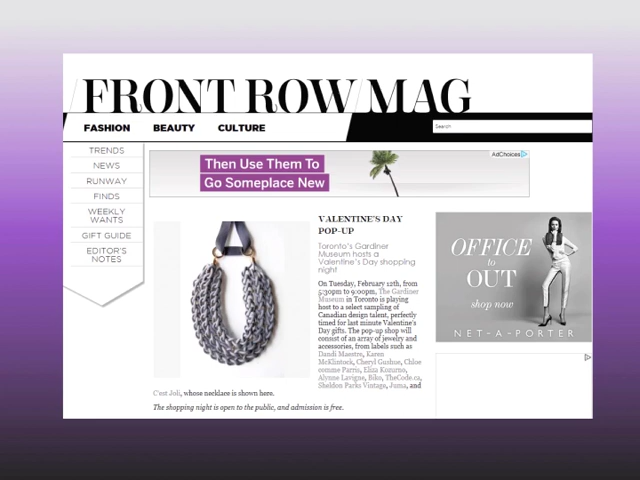 FRONT ROW MAG
FASHION BEAUTY CULTURE
Search
TRENDS
NEWS
RUNWAY
FINDS
WEEKLY
WANTS
GIFT GUIDE
EDITOR'S
NOTES
Then Use Them To
Go Someplace New
AdChoices
VALENTINE'S DAY
POP-UP
Toronto's Gardiner
Museum hosts a
Valentine's Day shopping
night
On Tuesday, February 12th, from
5:30pm to 9:00pm, The Gardiner
Museum in Toronto is playing
host to a select sampling of
Canadian design talent, perfectly
timed for last minute Valentine's
Day gifts. The pop-up shop will
consist of an array of jewelry and
accessories, from labels such as
Dandi Maestre, Karen
McClintock, Cheryl Gushue, Chloe
comme Parris, Eliza Kozurno,
Alynne Lavigne, Biko, TheCode.ca,
Sheldon Parks Vintage, Juma, and
C'est Joli, whose necklace is shown here.
The shopping night is open to the public, and admission is free.
OFFICE
to
OUT
shop now
NET-A-PORTER